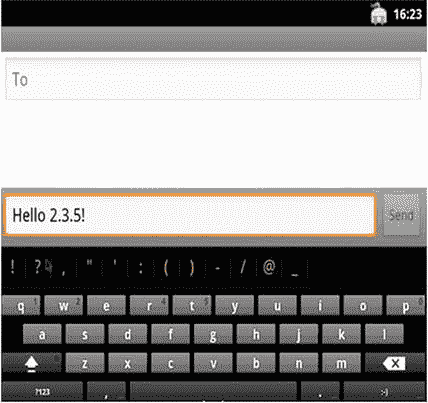 16:23
To
Hello 2.3.5!
Send
! ? , " ' : ( ) - / @ _
q w e r t y u i o p
a s d f g h j k l
z x c v b n m
?123 , . :-)